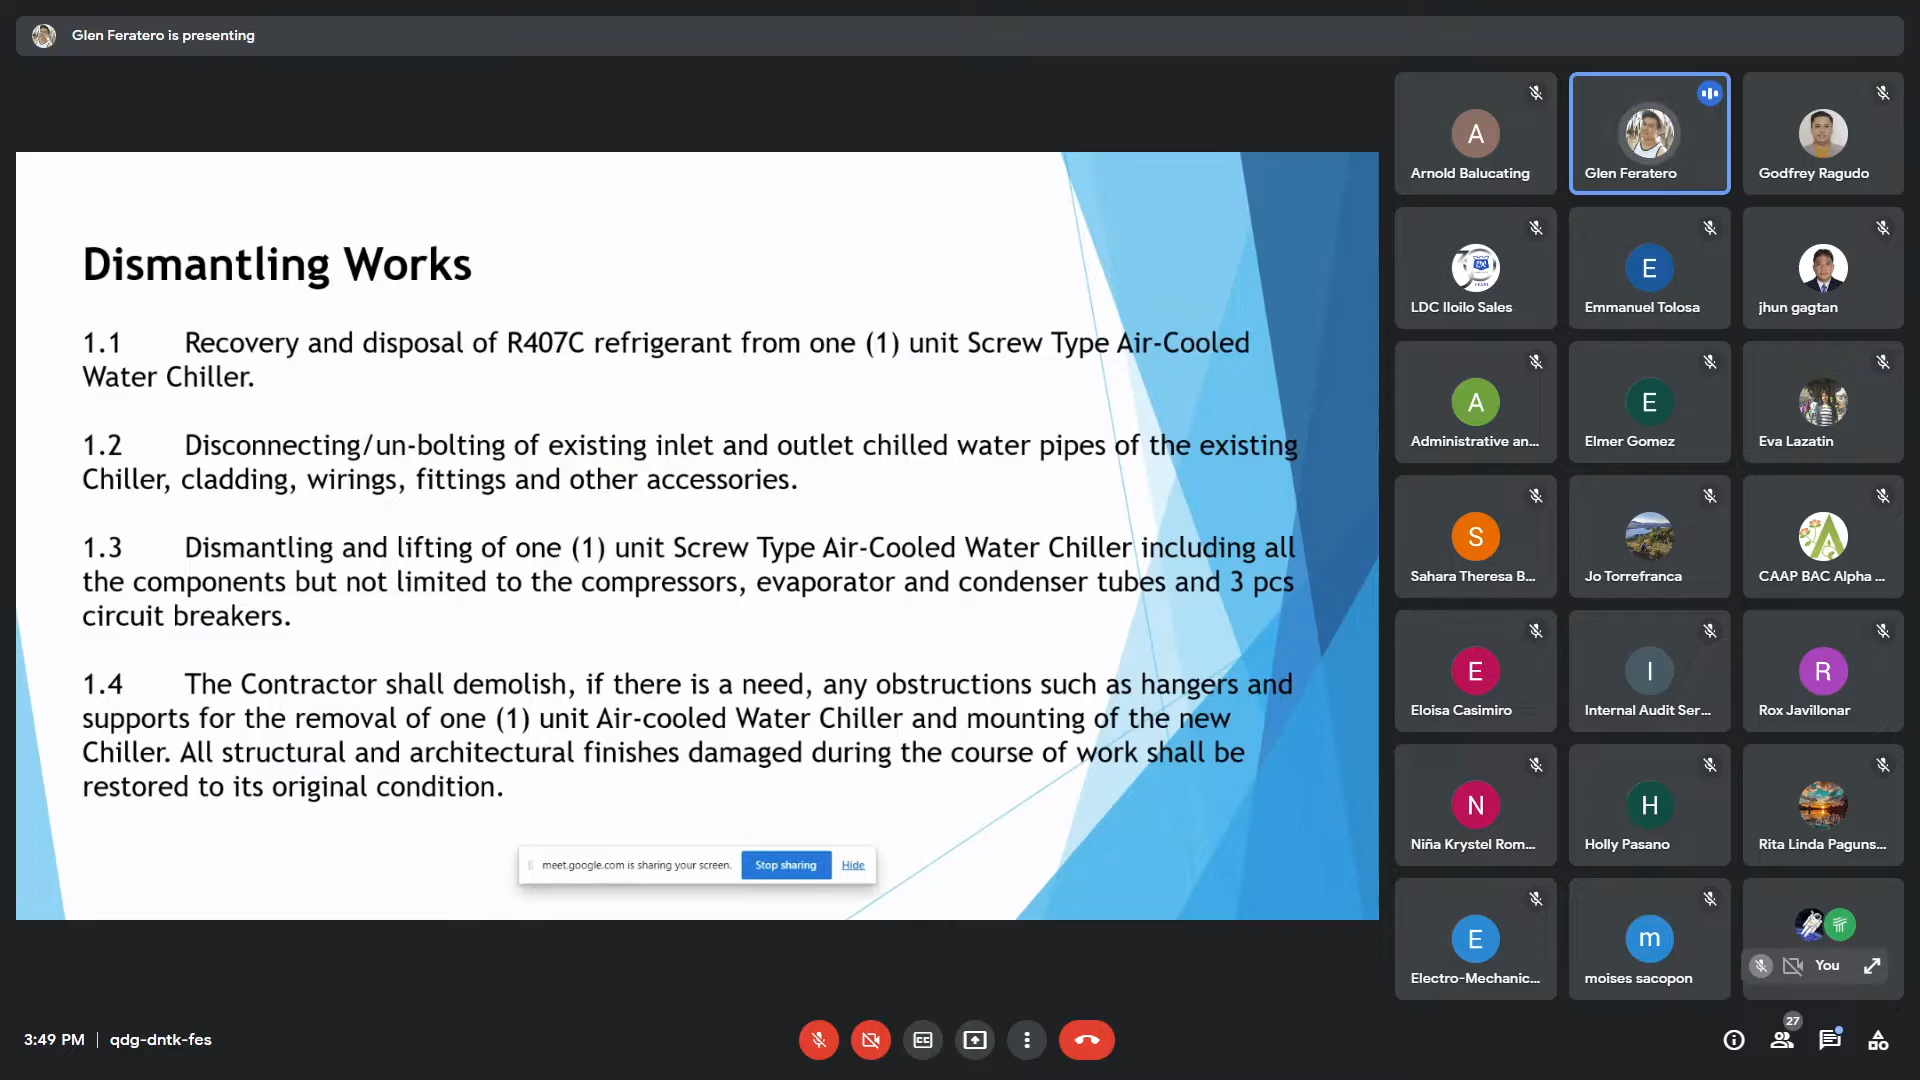 Glen Feratero is presenting
Dismantling Works
1.1 Recovery and disposal of R407C refrigerant from one (1) unit Screw Type Air-Cooled
Water Chiller.
1.2 Disconnecting/un-bolting of existing inlet and outlet chilled water pipes of the existing
Chiller, cladding, wirings, fittings and other accessories.
1.3 Dismantling and lifting of one (1) unit Screw Type Air-Cooled Water Chiller including all
the components but not limited to the compressors, evaporator and condenser tubes and 3 pcs
circuit breakers.
1.4 The Contractor shall demolish, if there is a need, any obstructions such as hangers and
supports for the removal of one (1) unit Air-cooled Water Chiller and mounting of the new
Chiller. All structural and architectural finishes damaged during the course of work shall be
restored to its original condition.
meet.google.com is sharing your screen. Stop sharing Hide
A
Arnold Balucating
Glen Feratero
Godfrey Ragudo
LDC Iloilo Sales
E
Emmanuel Tolosa
jhun gagtan
A
Administrative an...
E
Elmer Gomez
Eva Lazatin
S
Sahara Theresa B...
Jo Torrefranca
CAAP BAC Alpha ...
E
Eloisa Casimiro
I
Internal Audit Ser...
R
Rox Javillonar
N
Niña Krystel Rom...
H
Holly Pasano
Rita Linda Paguns...
E
Electro-Mechanic...
m
moises sacopon
You
3:49 PM | qdg-dntk-fes
27